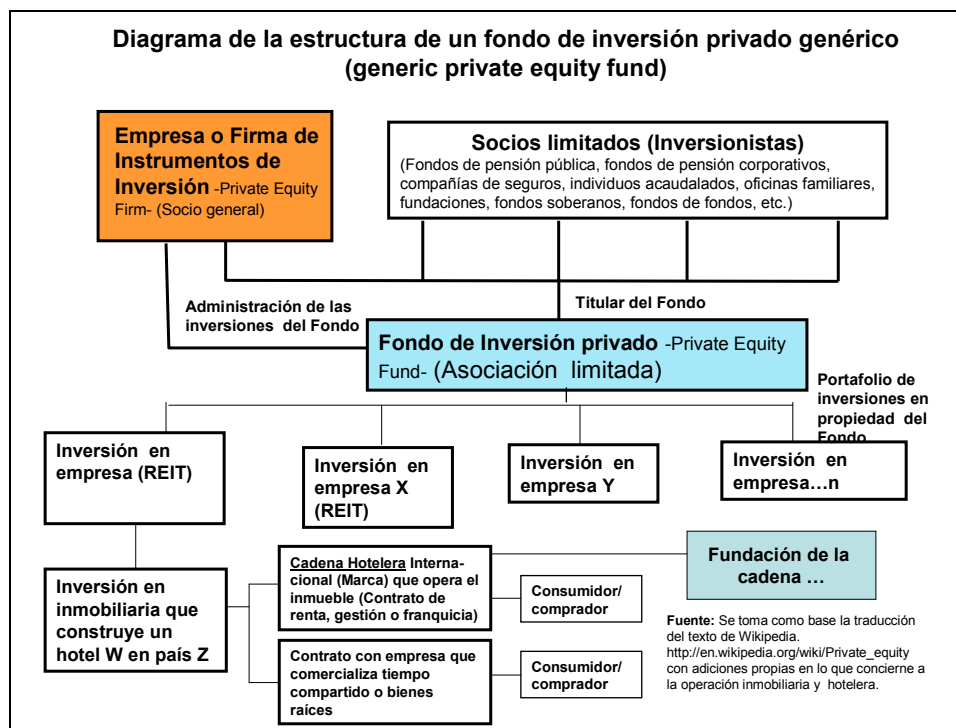 Diagrama de la estructura de un fondo de inversión privado genérico
(generic private equity fund)
Empresa o Firma de
Instrumentos de
Inversión -Private Equity
Firm- (Socio general)
Socios limitados (Inversionistas)
(Fondos de pensión pública, fondos de pensión corporativos,
compañías de seguros, individuos acaudalados, oficinas familiares,
fundaciones, fondos soberanos, fondos de fondos, etc.)
Administración de las
inversiones del Fondo
Titular del Fondo
Fondo de Inversión privado -Private Equity
Fund- (Asociación limitada)
Portafolio de
inversiones en
propiedad del
Fondo
Inversión en
empresa (REIT)
Inversión en
empresa X
(REIT)
Inversión en
empresa Y
Inversión en
empresa…n
Inversión en
inmobiliaria que
construye un
hotel W en país Z
Cadena Hotelera Interna-
cional (Marca) que opera el
inmueble (Contrato de
renta, gestión o franquicia)
Consumidor/
comprador
Fundación de la
cadena …
Contrato con empresa que
comercializa tiempo
compartido o bienes
raíces
Consumidor/
comprador
Fuente: Se toma como base la traducción
del texto de Wikipedia.
http://en.wikipedia.org/wiki/Private_equity
con adiciones propias en lo que concierne a
la operación inmobiliaria y hotelera.